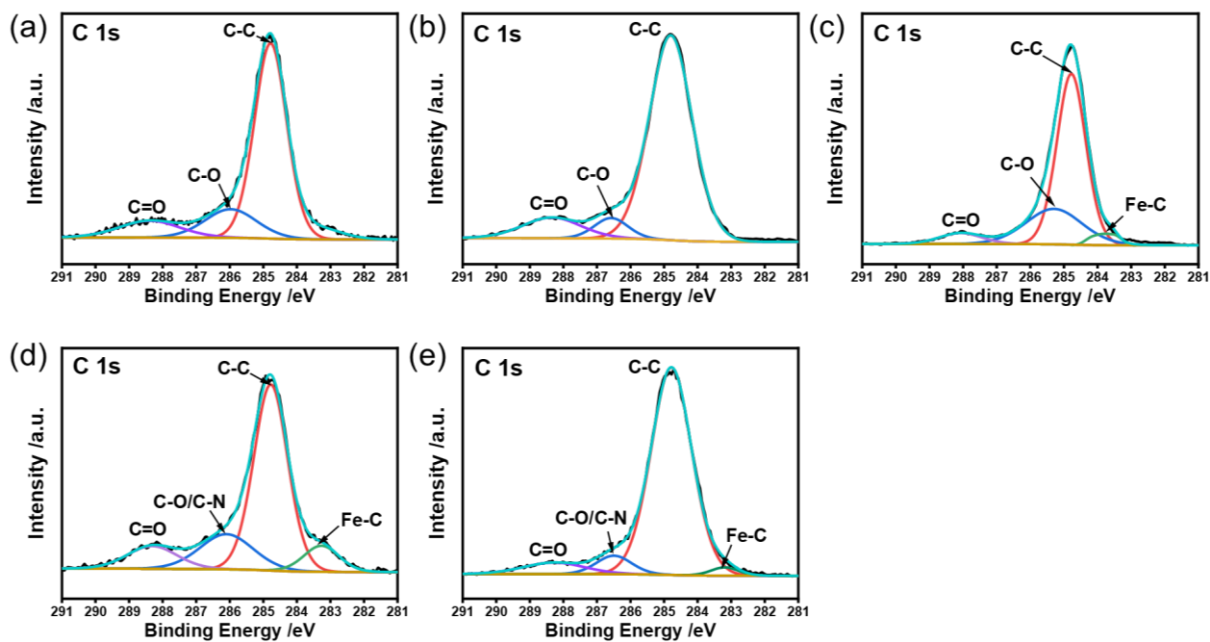 (a)
C 1s
C-C
C-O
C=O
Intensity /a.u.
291 290 289 288 287 286 285 284 283 282 281
Binding Energy /eV
(b)
C 1s
C-C
C-O
C=O
Intensity /a.u.
291 290 289 288 287 286 285 284 283 282 281
Binding Energy /eV
(c)
C 1s
C-C
C-O
C=O
Fe-C
Intensity /a.u.
291 290 289 288 287 286 285 284 283 282 281
Binding Energy /eV
(d)
C 1s
C-C
C-O/C-N
C=O
Fe-C
Intensity /a.u.
291 290 289 288 287 286 285 284 283 282 281
Binding Energy /eV
(e)
C 1s
C-C
C-O/C-N
C=O
Fe-C
Intensity /a.u.
291 290 289 288 287 286 285 284 283 282 281
Binding Energy /eV